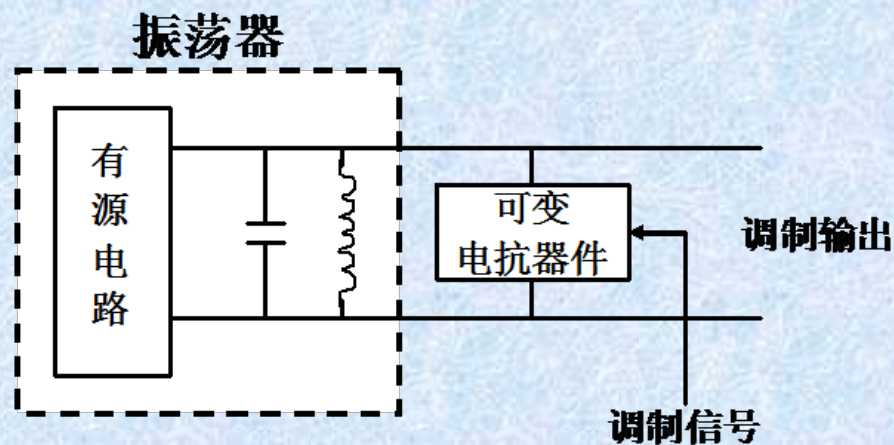 振荡器
有
源
电
路
可变
电抗器件
调制输出
调制信号